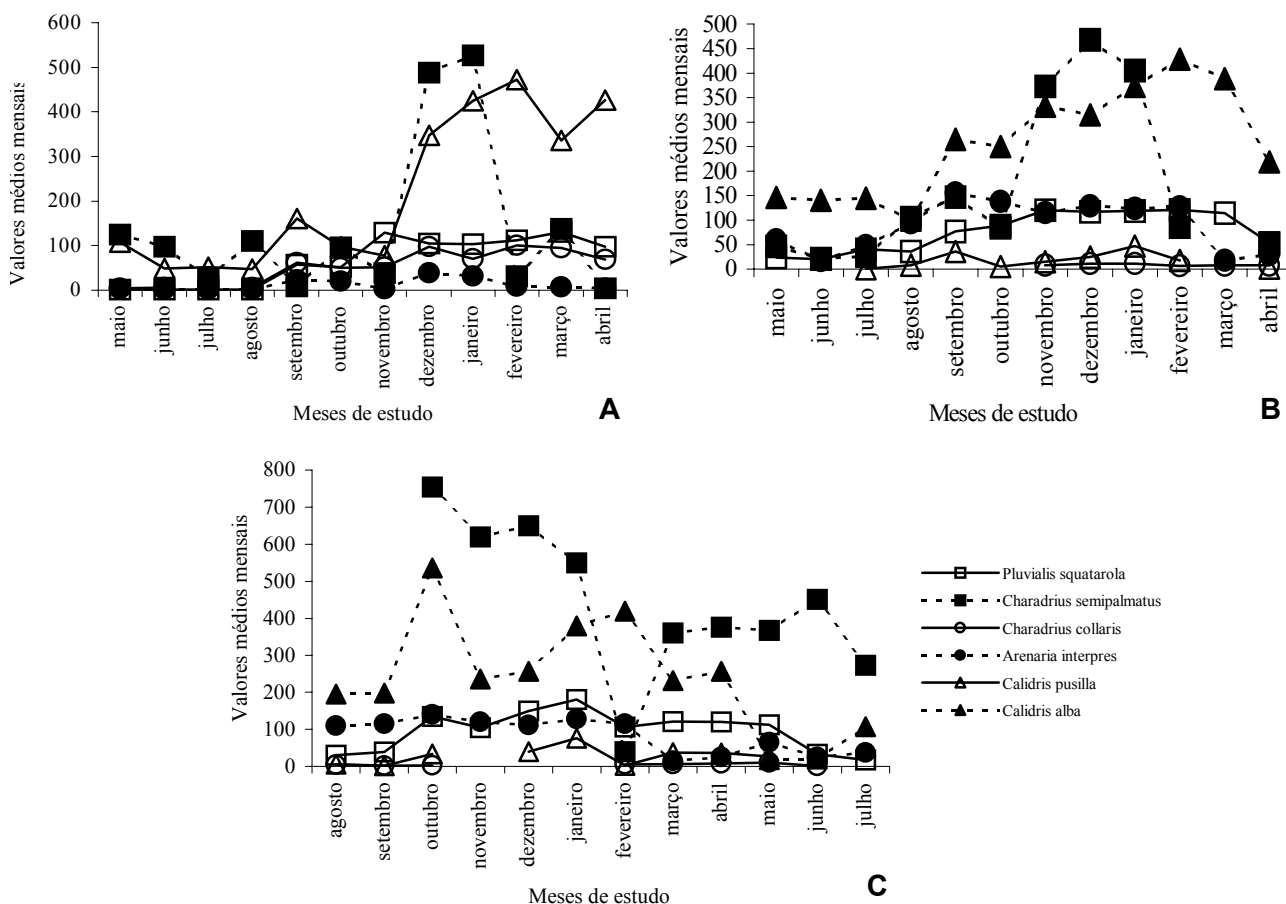 600
500
400
300
200
100
0
Valores médios mensais
maio
junho
julho
agosto
setembro
outubro
novembro
dezembro
janeiro
fevereiro
março
abril
Meses de estudo
A
500
450
400
350
300
250
200
150
100
50
0
Valores médios mensais
maio
junho
julho
agosto
setembro
outubro
novembro
dezembro
janeiro
fevereiro
março
abril
Meses de estudo
B
800
700
600
500
400
300
200
100
0
Valores médios mensais
agosto
setembro
outubro
novembro
dezembro
janeiro
fevereiro
março
abril
maio
junho
julho
Meses de estudo
C
Pluvialis squatarola
Charadrius semipalmatus
Charadrius collaris
Arenaria interpres
Calidris pusilla
Calidris alba